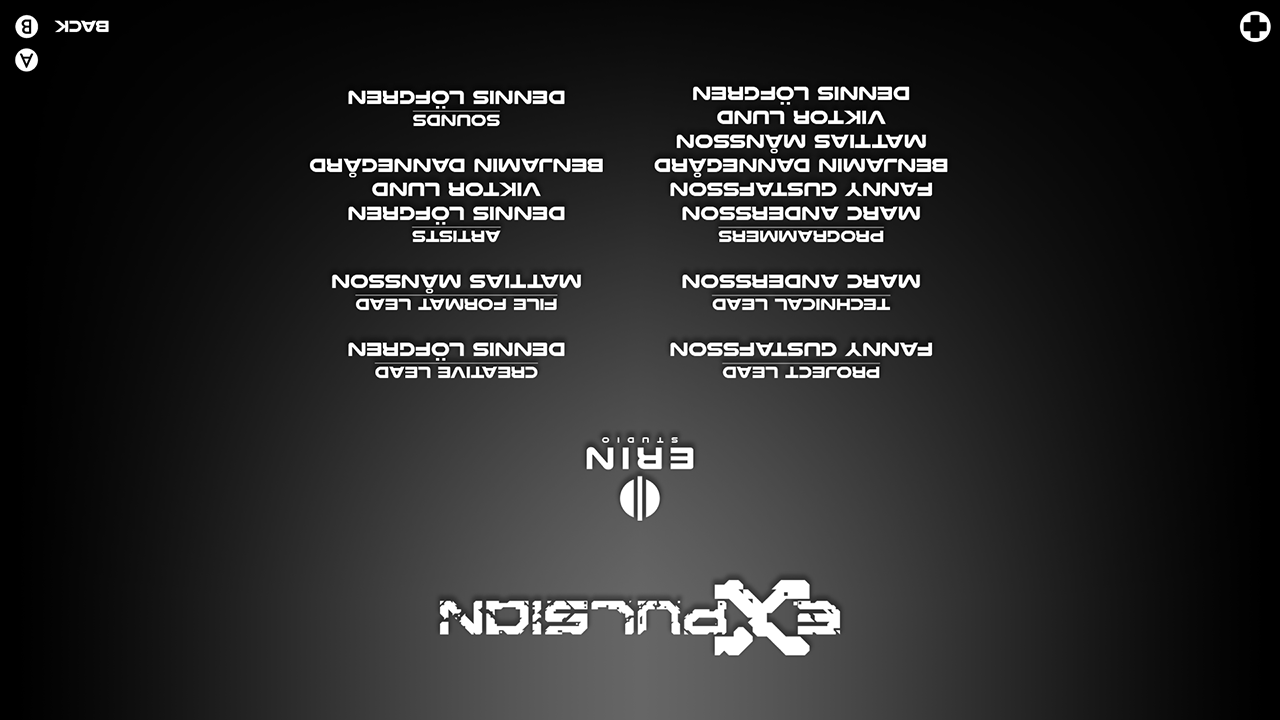 EXPULSION
ERIN
STUDIO
PROJECT LEAD
FANNY GUSTAFSSON
TECHNICAL LEAD
MARC ANDERSSON
PROGRAMMERS
MARC ANDERSSON
FANNY GUSTAFSSON
BENJAMIN DANNEGÅRD
MATTIAS MÅNSSON
VIKTOR LUND
DENNIS LÖFGREN
CREATIVE LEAD
DENNIS LÖFGREN
FILE FORMAT LEAD
MATTIAS MÅNSSON
ARTISTS
DENNIS LÖFGREN
VIKTOR LUND
BENJAMIN DANNEGÅRD
SOUNDS
DENNIS LÖFGREN
A
BACK B